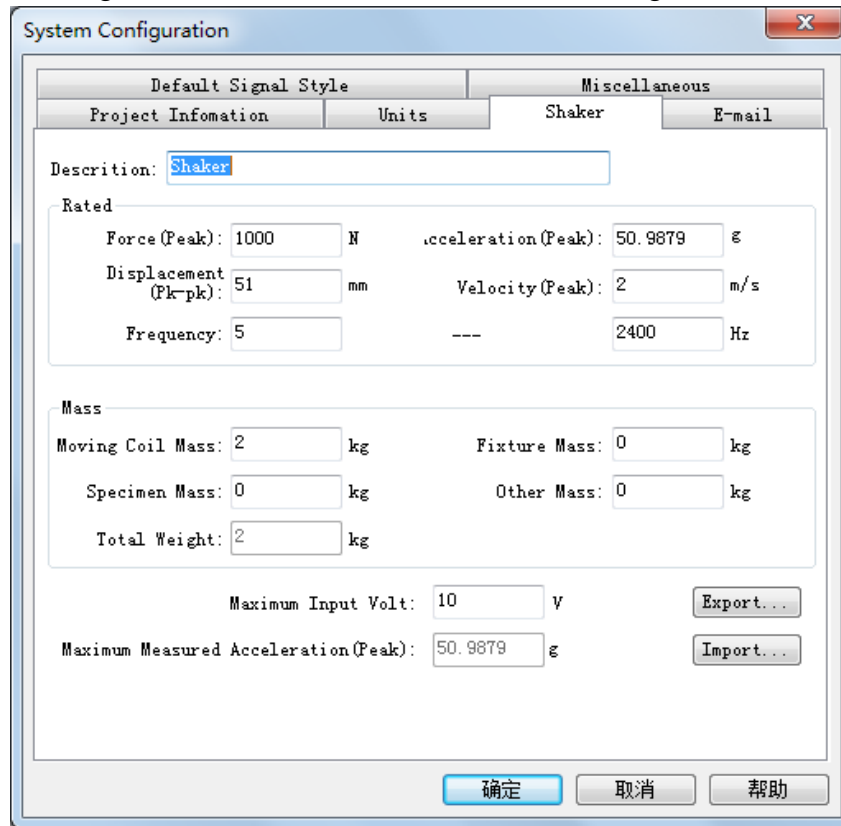 System Configuration
Default Signal Style Miscellaneous
Project Infomation Units Shaker E-mail
Descrition: Shaker
Rated
Force(Peak): 1000 N cceleration(Peak): 50.9879 g
Displacement (Pk-pk): 51 mm Velocity(Peak): 2 m/s
Frequency: 5 --- 2400 Hz
Mass
Moving Coil Mass: 2 kg Fixture Mass: 0 kg
Specimen Mass: 0 kg Other Mass: 0 kg
Total Weight: 2 kg
Maximum Input Volt: 10 V Export...
Maximum Measured Acceleration(Peak): 50.9879 g Import...
确定 取消 帮助